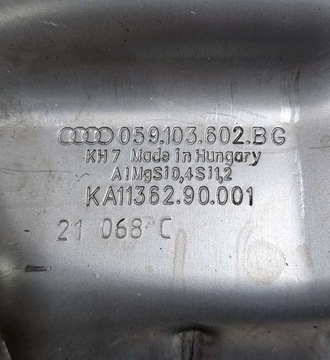 059.103.602.BG
KH7 Made in Hungary
AlMgSi0,4Si1,2
KA11362.90.001
21 068 C